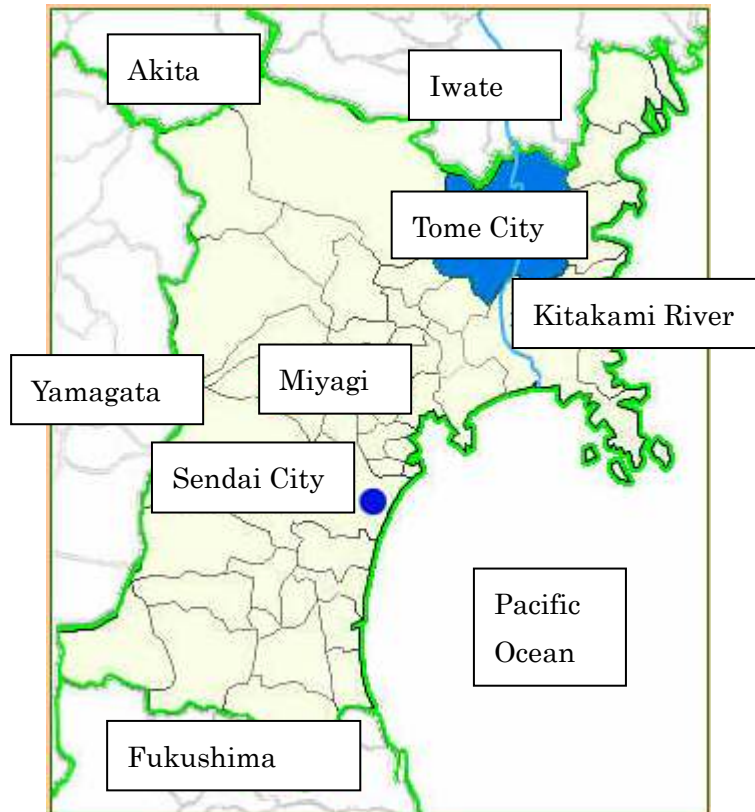 Akita
Iwate
Tome City
Kitakami River
Yamagata
Miyagi
Sendai City
Pacific
Ocean
Fukushima